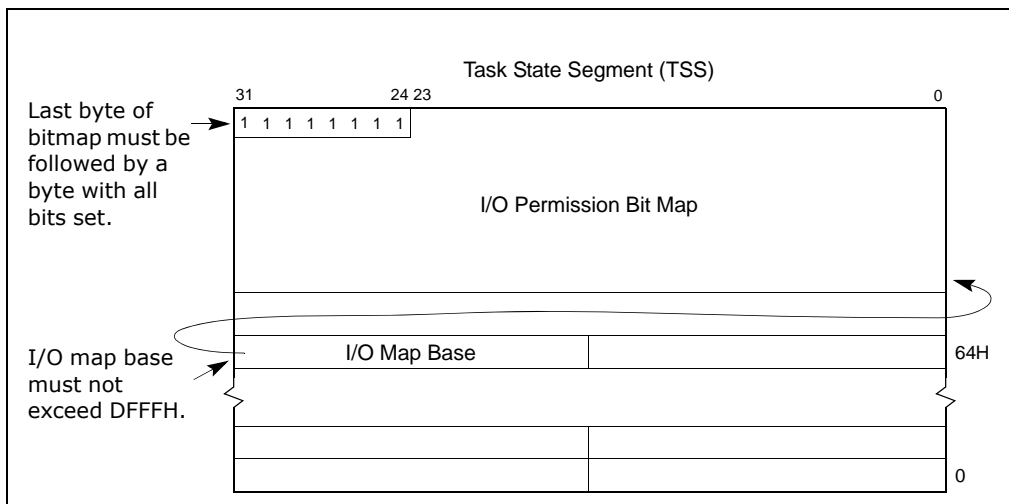 Task State Segment (TSS)
31 24 23 0
Last byte of
bitmap must be
followed by a
byte with all
bits set.
1 1 1 1 1 1 1 1
I/O Permission Bit Map
I/O map base
must not
exceed DFFFH.
I/O Map Base
64H
0